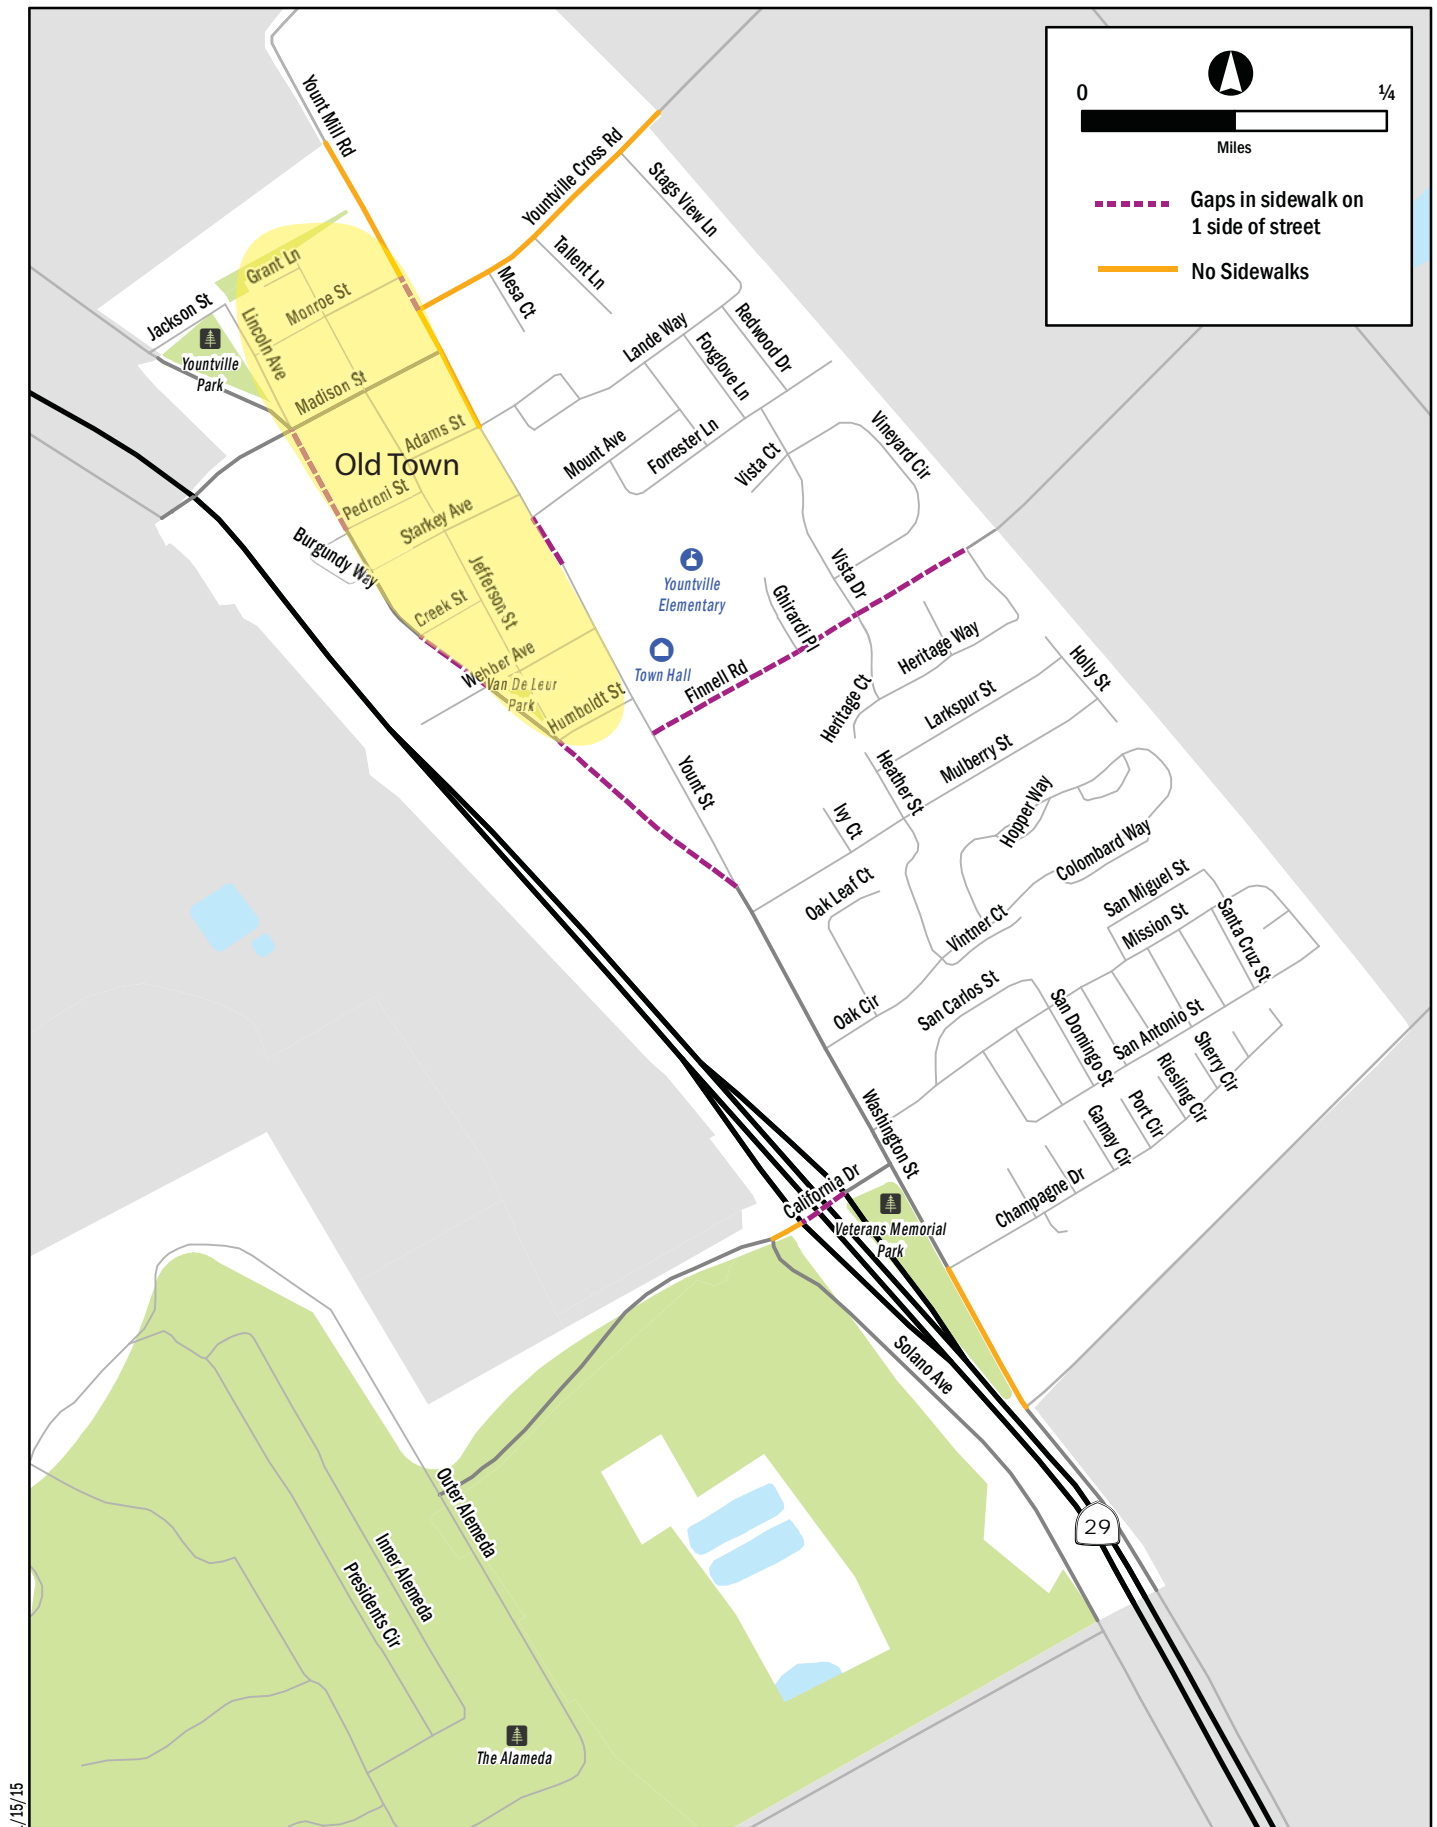 0
¼
Miles
Gaps in sidewalk on
1 side of street
No Sidewalks
Yount Mill Rd
Yountville Cross Rd
Stags View Ln
Tallent Ln
Mesa Ct
Grant Ln
Jackson St
Monroe St
Lincoln Ave
Yountville
Park
Madison St
Adams St
Old Town
Pedroni St
Starkey Ave
Burgundy Way
Jefferson St
Creek St
Webber Ave
Van De Leur
Park
Humboldt St
Lande Way
Redwood Dr
Foxglove Ln
Mount Ave
Forrester Ln
Vista Ct
Vineyard Cir
Yountville
Elementary
Town Hall
Vista Dr
Ghirardi Pl
Finnell Rd
Heritage Way
Heritage Ct
Holly St
Larkspur St
Mulberry St
Heather St
Yount St
Ivy Ct
Hopper Way
Colombard Way
Oak Leaf Ct
Vintner Ct
San Miguel St
Mission St
Santa Cruz St
Oak Cir
San Carlos St
San Domingo St
San Antonio St
Sherry Cir
Riesling Cir
Port Cir
Gamay Cir
Washington St
California Dr
Champagne Dr
Veterans Memorial
Park
Solano Ave
29
Outer Alemeda
Inner Alemeda
Presidents Cir
The Alameda
/15/15